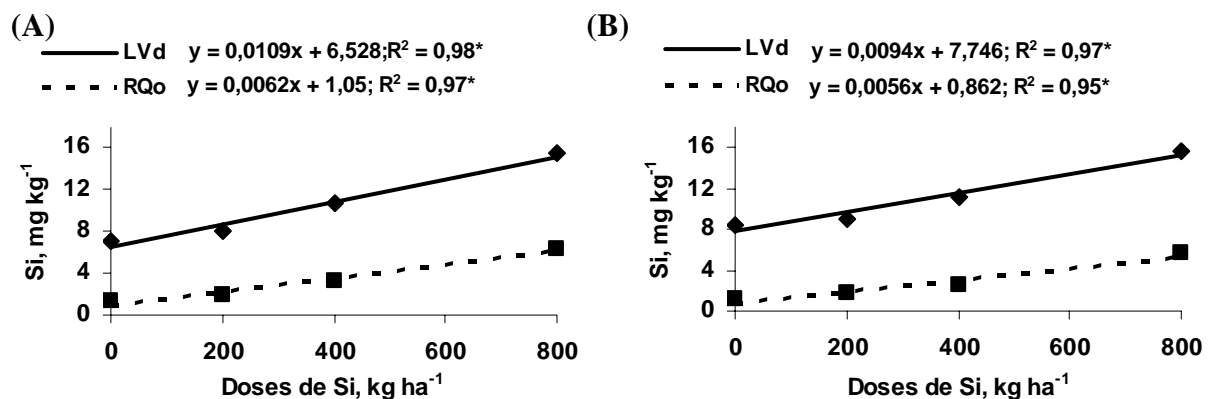 (A)
LVd y = 0,0109x + 6,528;R² = 0,98*
RQo y = 0,0062x + 1,05; R² = 0,97*
16
12
8
4
0
Si, mg kg⁻¹
0 200 400 600 800
Doses de Si, kg ha⁻¹
(B)
LVd y = 0,0094x + 7,746; R² = 0,97*
RQo y = 0,0056x + 0,862; R² = 0,95*
16
12
8
4
0
Si, mg kg⁻¹
0 200 400 600 800
Doses de Si, kg ha⁻¹